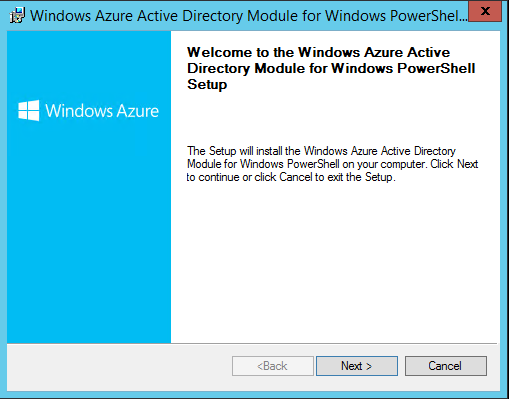 Windows Azure Active Directory Module for Windows PowerShel...
x
Welcome to the Windows Azure Active
Directory Module for Windows PowerShell
Setup
Windows Azure
The Setup will install the Windows Azure Active Directory
Module for Windows PowerShell on your computer. Click Next
to continue or click Cancel to exit the Setup.
<Back
Next >
Cancel